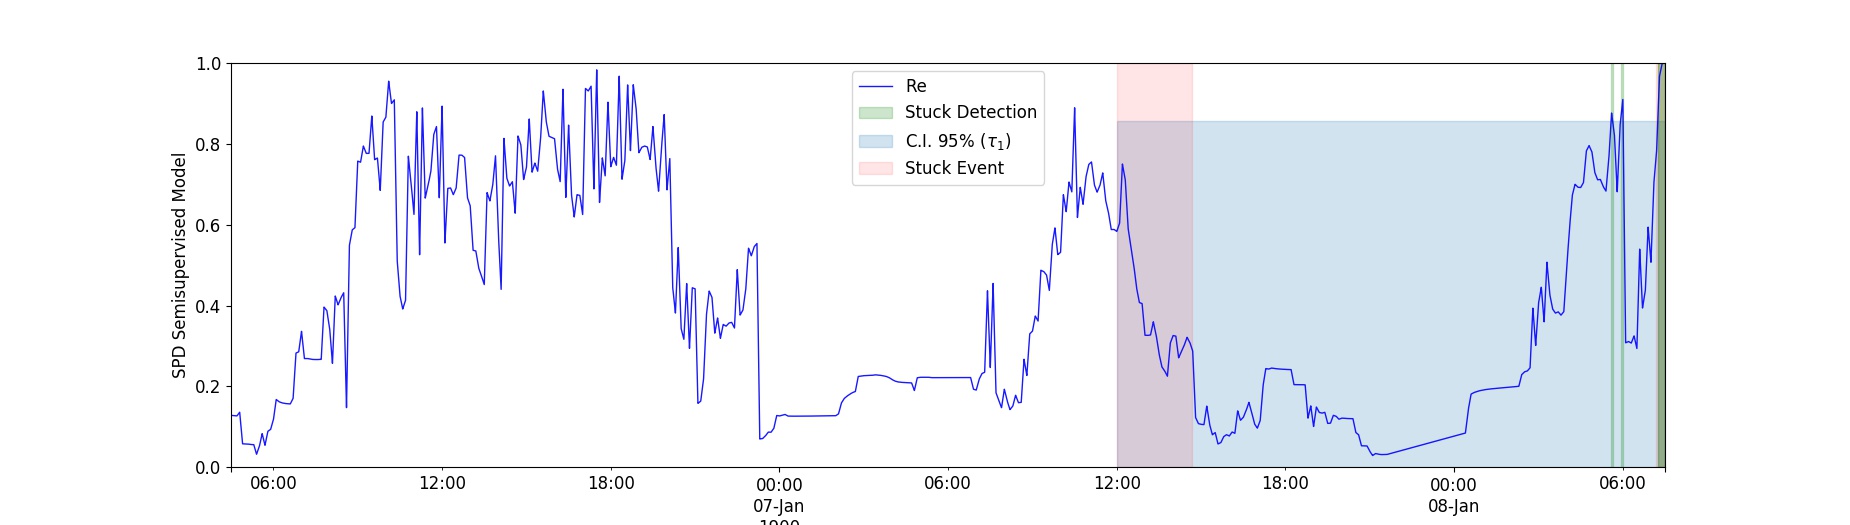 SPD Semisupervised Model
1.0
0.8
0.6
0.4
0.2
0.0
Re
Stuck Detection
C.I. 95% (τ₁)
Stuck Event
06:00 12:00 18:00 00:00 06:00 12:00 18:00 00:00 06:00
07-Jan 08-Jan
1900